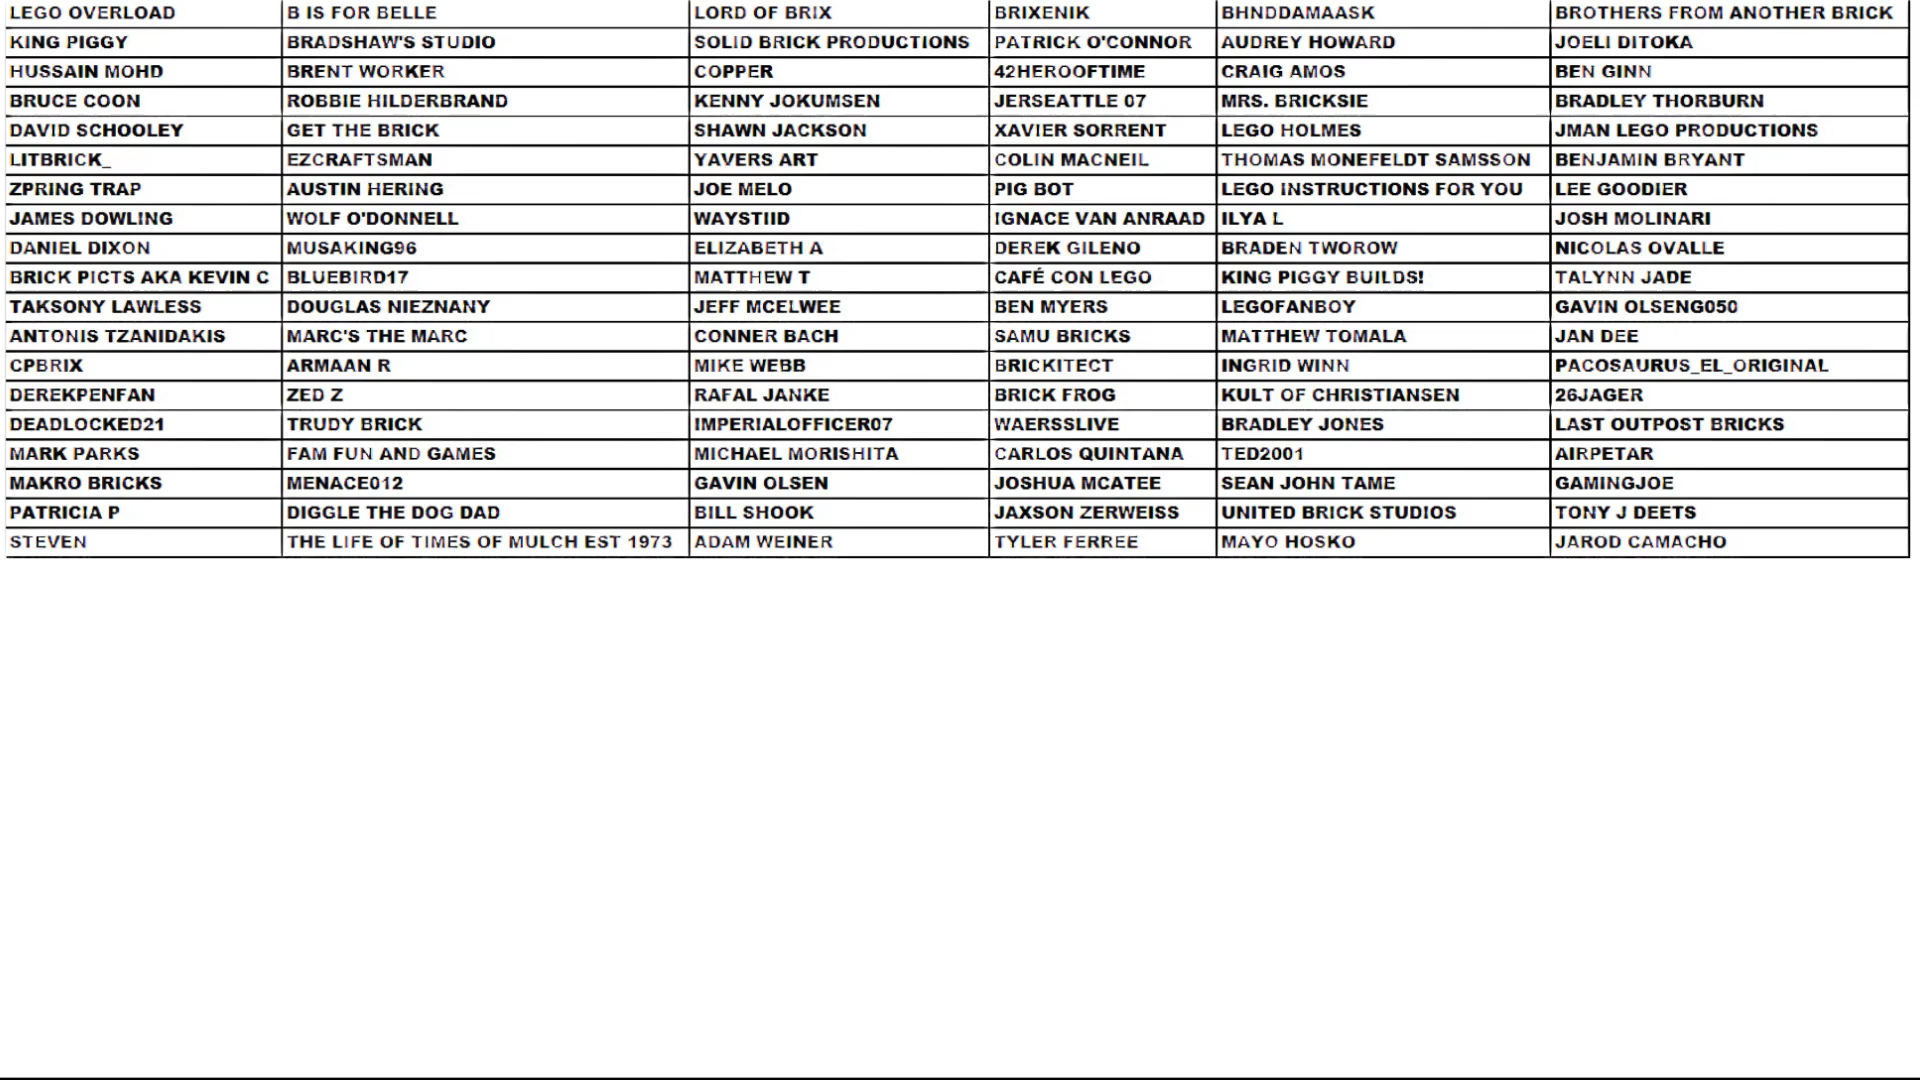 LEGO OVERLOAD B IS FOR BELLE LORD OF BRIX BRIXENIK BHNDDAMAASK BROTHERS FROM ANOTHER BRICK
KING PIGGY BRADSHAW'S STUDIO SOLID BRICK PRODUCTIONS PATRICK O'CONNOR AUDREY HOWARD JOELI DITOKA
HUSSAIN MOHD BRENT WORKER COPPER 42HEROOFTIME CRAIG AMOS BEN GINN
BRUCE COON ROBBIE HILDERBRAND KENNY JOKUMSEN JERSEATTLE 07 MRS. BRICKSIE BRADLEY THORBURN
DAVID SCHOOLEY GET THE BRICK SHAWN JACKSON XAVIER SORRENT LEGO HOLMES JMAN LEGO PRODUCTIONS
LITBRICK_ EZCRAFTSMAN YAVERS ART COLIN MACNEIL THOMAS MONEFELDT SAMSSON BENJAMIN BRYANT
ZPRING TRAP AUSTIN HERING JOE MELO PIG BOT LEGO INSTRUCTIONS FOR YOU LEE GOODIER
JAMES DOWLING WOLF O'DONNELL WAYSTIID IGNACE VAN ANRAAD ILYA L JOSH MOLINARI
DANIEL DIXON MUSAKING96 ELIZABETH A DEREK GILENO BRADEN TWOROW NICOLAS OVALLE
BRICK PICTS AKA KEVIN C BLUEBIRD17 MATTHEW T CAFÉ CON LEGO KING PIGGY BUILDS! TALYNN JADE
TAKSONY LAWLESS DOUGLAS NIEZNANY JEFF MCELWEE BEN MYERS LEGOFANBOY GAVIN OLSENG050
ANTONIS TZANIDAKIS MARC'S THE MARC CONNER BACH SAMU BRICKS MATTHEW TOMALA JAN DEE
CPBRIX ARMAAN R MIKE WEBB BRICKITECT INGRID WINN PACOSAURUS_EL_ORIGINAL
DEREKPENFAN ZED Z RAFAL JANKE BRICK FROG KULT OF CHRISTIANSEN 26JAGER
DEADLOCKED21 TRUDY BRICK IMPERIALOFFICER07 WAERSSLIVE BRADLEY JONES LAST OUTPOST BRICKS
MARK PARKS FAM FUN AND GAMES MICHAEL MORISHITA CARLOS QUINTANA TED2001 AIRPETAR
MAKRO BRICKS MENACE012 GAVIN OLSEN JOSHUA MCATEE SEAN JOHN TAME GAMINGJOE
PATRICIA P DIGGLE THE DOG DAD BILL SHOOK JAXSON ZERWEISS UNITED BRICK STUDIOS TONY J DEETS
STEVEN THE LIFE OF TIMES OF MULCH EST 1973 ADAM WEINER TYLER FERREE MAYO HOSKO JAROD CAMACHO